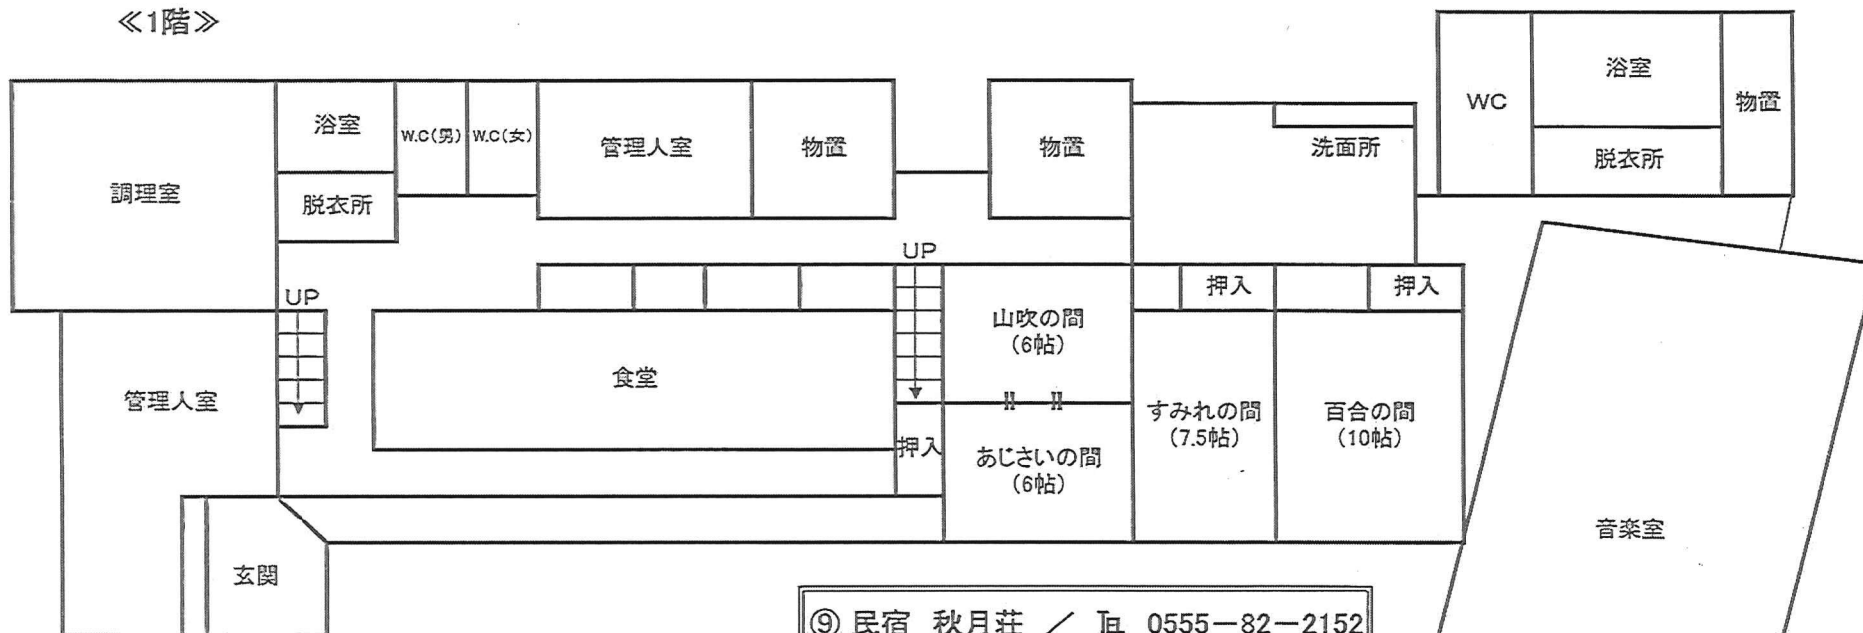 ≪1階≫
調理室
浴室
脱衣所
W.C(男)
W.C(女)
管理人室
物置
物置
洗面所
WC
浴室
脱衣所
物置
UP
UP
管理人室
食堂
押入
山吹の間
(6帖)
あじさいの間
(6帖)
押入
すみれの間
(7.5帖)
押入
百合の間
(10帖)
音楽室
玄関
⑨ 民宿 秋月荘 / ℡ 0555-82-2152